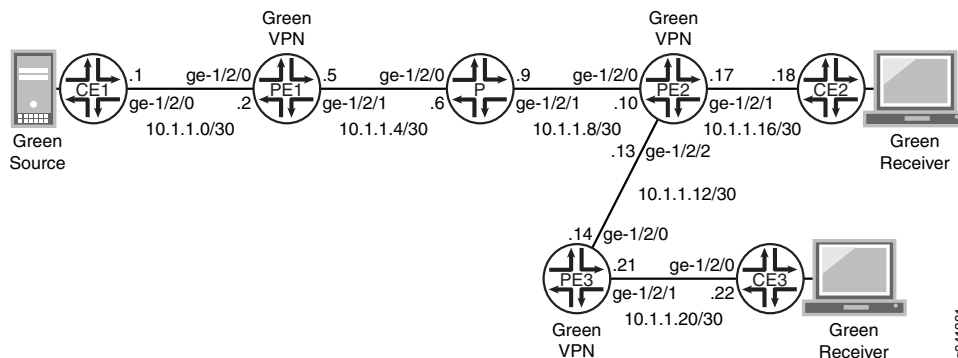 Green
VPN
Green
VPN
.1
ge-1/2/0
.5
ge-1/2/0
.9
ge-1/2/0
.17
.18
CE1
PE1
P
PE2
CE2
ge-1/2/0
.2
ge-1/2/1
.6
ge-1/2/1
.10
ge-1/2/1
10.1.1.0/30
10.1.1.4/30
10.1.1.8/30
10.1.1.16/30
Green
Source
Green
Receiver
.13
ge-1/2/2
10.1.1.12/30
.14
ge-1/2/0
.21
ge-1/2/0
PE3
CE3
ge-1/2/1
.22
10.1.1.20/30
Green
VPN
Green
Receiver